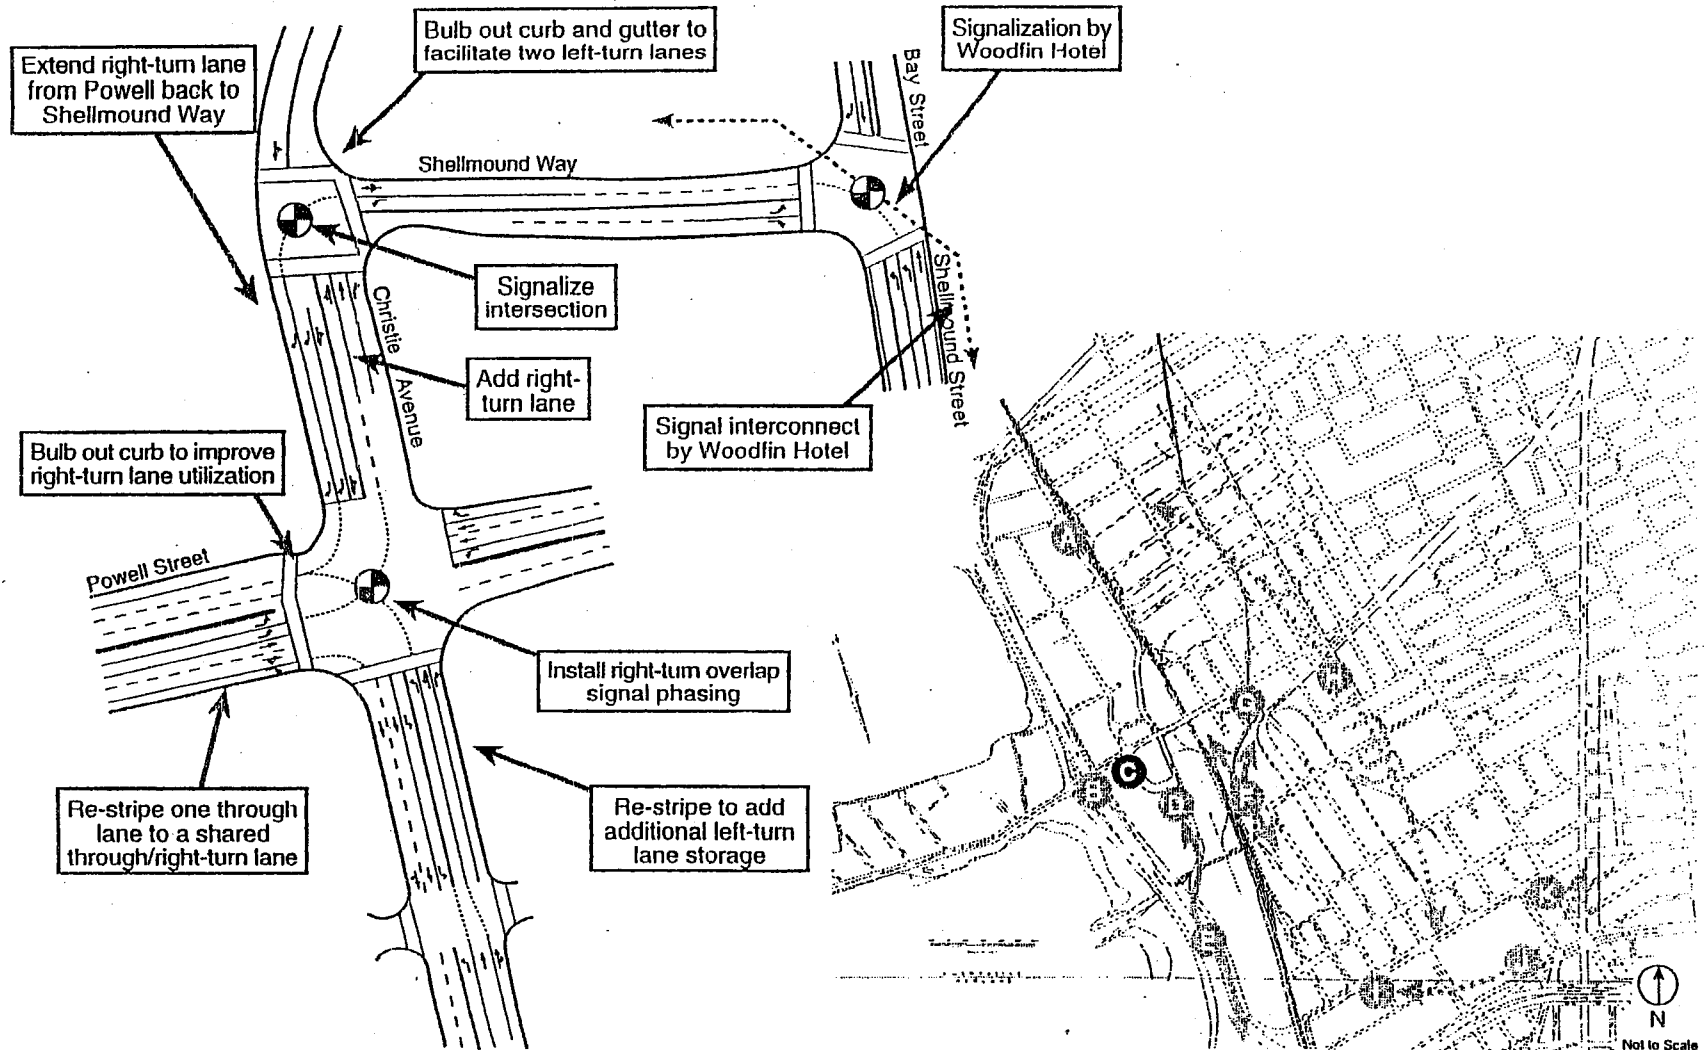 Extend right-turn lane
from Powell back to
Shellmound Way
Bulb out curb and gutter to
facilitate two left-turn lanes
Signalization by
Woodfin Hotel
Bay Street
Shellmound Way
Signalize
intersection
Christie Avenue
Add right-
turn lane
Shellmound Street
Signal interconnect
by Woodfin Hotel
Bulb out curb to improve
right-turn lane utilization
Powell Street
Install right-turn overlap
signal phasing
Re-stripe one through
lane to a shared
through/right-turn lane
Re-stripe to add
additional left-turn
lane storage
A
H
G
C
B
D
F
E
K
J
I
N
Not to Scale